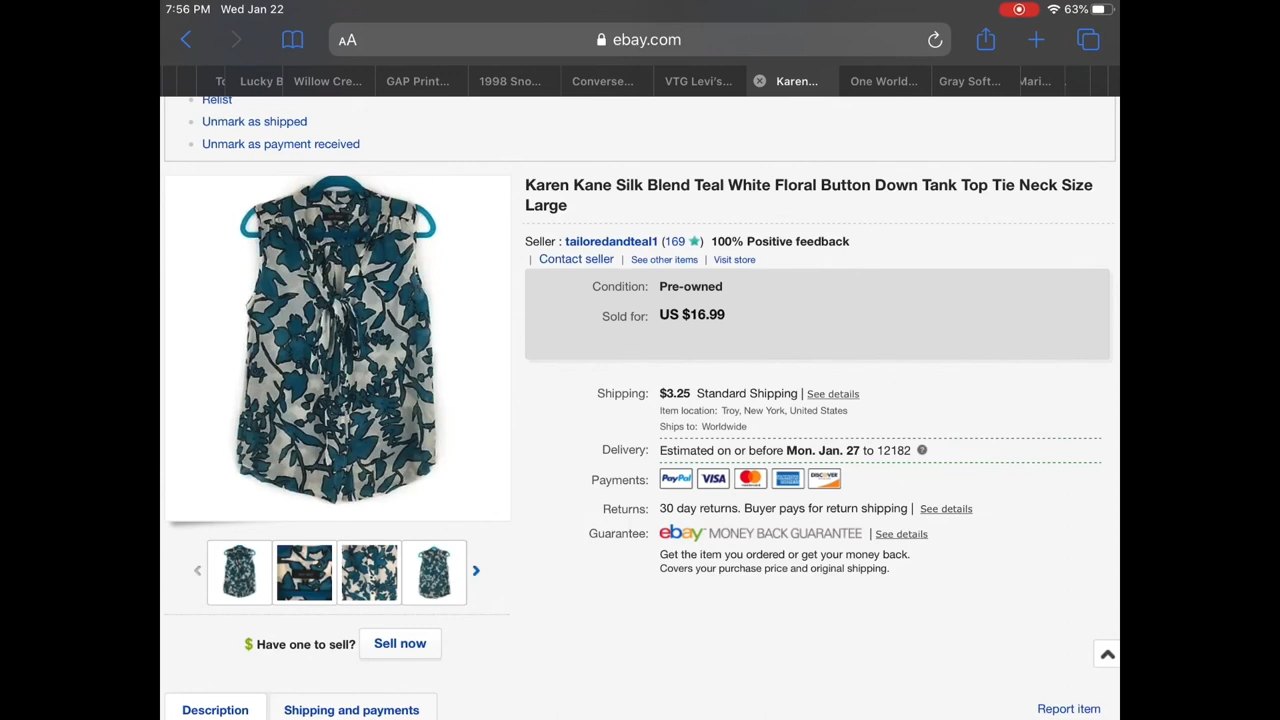 7:56 PM Wed Jan 22
63%
AA
ebay.com
Lucky B
Willow Cre...
GAP Print...
1998 Sno...
Converse...
VTG Levi's...
Karen...
One World...
Gray Soft...
Mari...
Relist
Unmark as shipped
Unmark as payment received
Karen Kane Silk Blend Teal White Floral Button Down Tank Top Tie Neck Size
Large
Seller : tailoredandteal1 (169 ) 100% Positive feedback
| Contact seller | See other items | Visit store
Condition: Pre-owned
Sold for: US $16.99
Shipping: $3.25 Standard Shipping | See details
Item location: Troy, New York, United States
Ships to: Worldwide
Delivery: Estimated on or before Mon. Jan. 27 to 12182 ?
Payments: PayPal VISA MasterCard AMERICAN EXPRESS DISCOVER
Returns: 30 day returns. Buyer pays for return shipping | See details
Guarantee: ebay MONEY BACK GUARANTEE | See details
Get the item you ordered or get your money back.
Covers your purchase price and original shipping.
$ Have one to sell? Sell now
Description
Shipping and payments
Report item